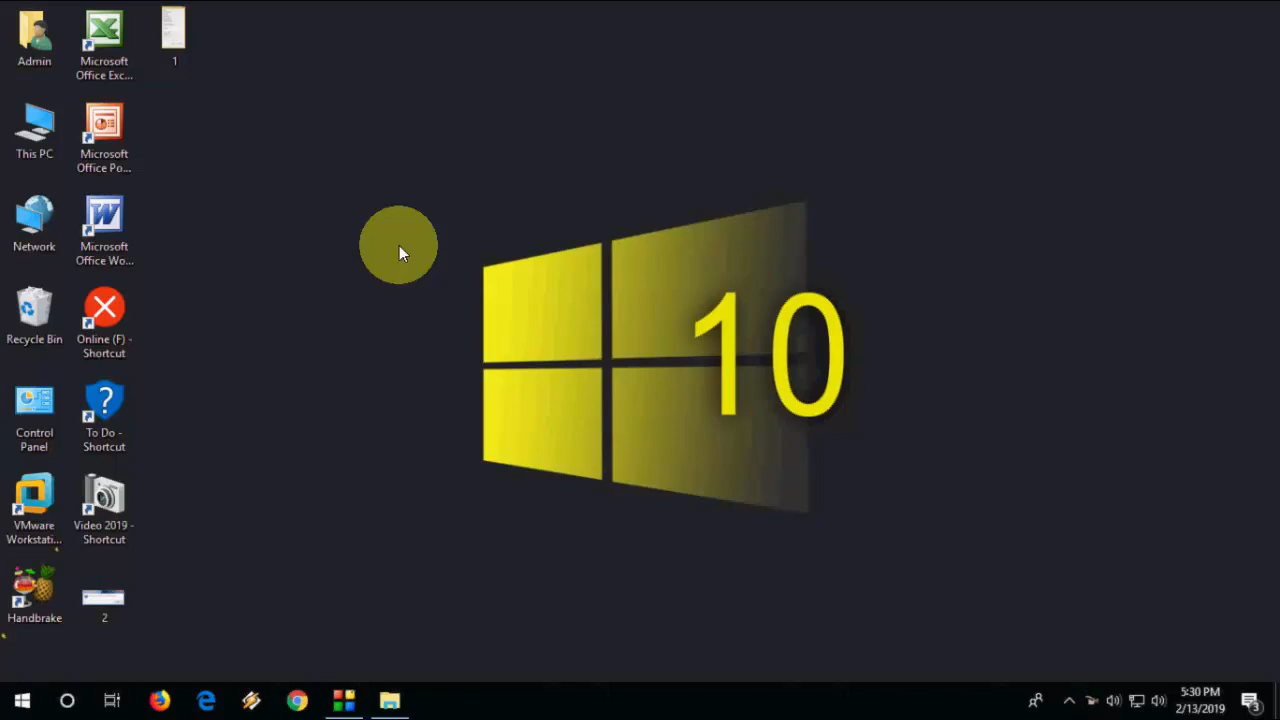 Admin
This PC
Network
Recycle Bin
Control
Panel
VMware
Workstati...
Handbrake
Microsoft
Office Exc...
Microsoft
Office Po...
Microsoft
Office Wo...
Online (F) -
Shortcut
To Do -
Shortcut
Video 2019 -
Shortcut
2
1
10
5:30 PM
2/13/2019
3